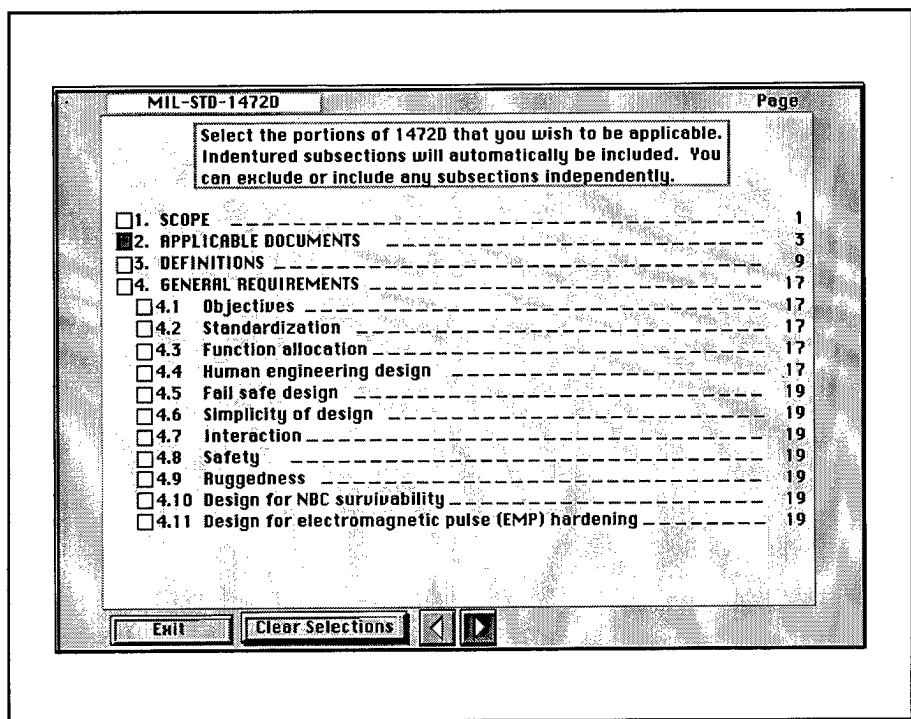 MIL-STD-1472D Page
Select the portions of 1472D that you wish to be applicable.
Indentured subsections will automatically be included. You
can exclude or include any subsections independently.
1. SCOPE 1
2. APPLICABLE DOCUMENTS 3
3. DEFINITIONS 9
4. GENERAL REQUIREMENTS 17
4.1 Objectives 17
4.2 Standardization 17
4.3 Function allocation 17
4.4 Human engineering design 17
4.5 Fail safe design 19
4.6 Simplicity of design 19
4.7 Interaction 19
4.8 Safety 19
4.9 Ruggedness 19
4.10 Design for NBC survivability 19
4.11 Design for electromagnetic pulse (EMP) hardening 19
Exit Clear Selections